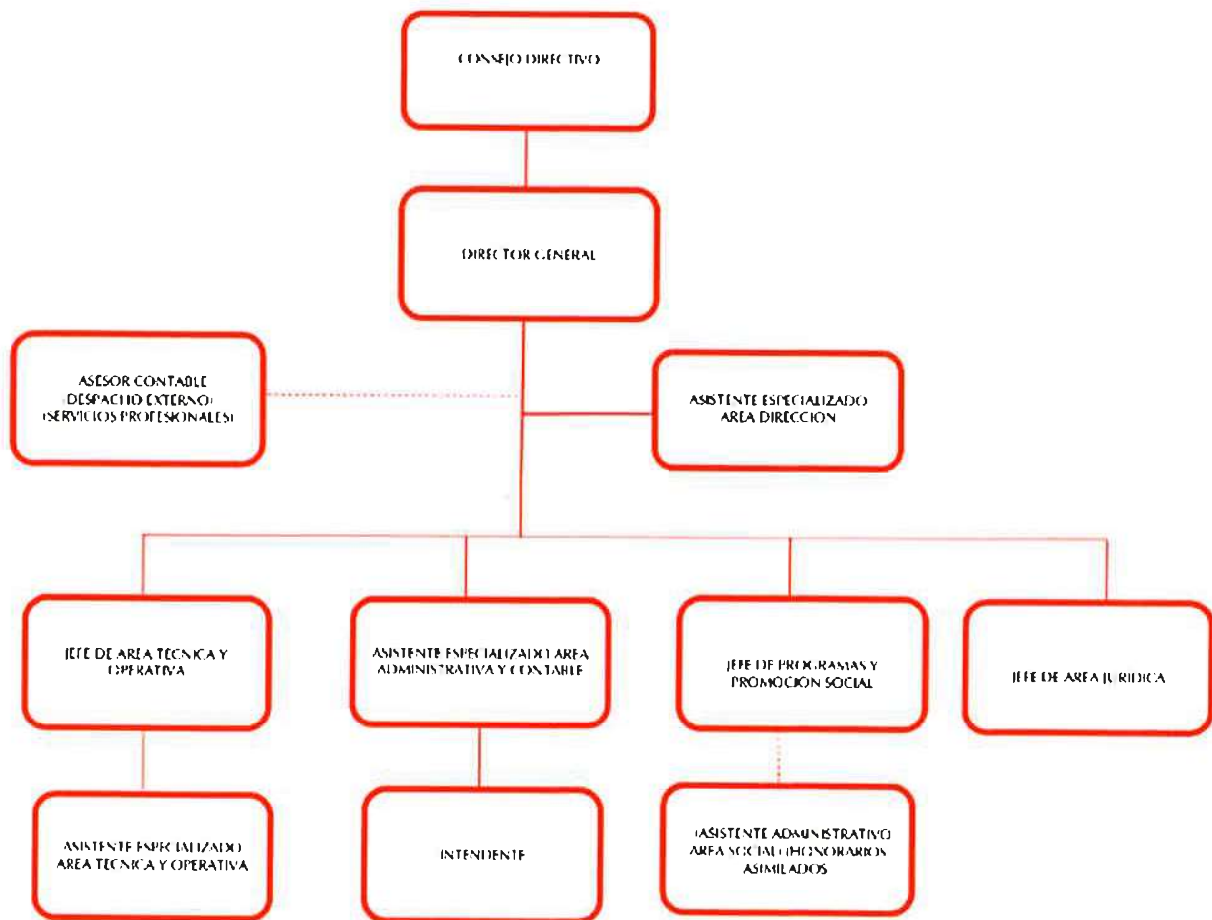 CONSEJO DIRECTIVO
DIRECTOR GENERAL
ASESOR CONTABLE
(DESPACHO EXTERNO)
(SERVICIOS PROFESIONALES)
ASISTENTE ESPECIALIZADO
AREA DIRECCION
JEFE DE AREA TECNICA Y
OPERATIVA
ASISTENTE ESPECIALIZADO AREA
ADMINISTRATIVA Y CONTABLE
JEFE DE PROGRAMAS Y
PROMOCION SOCIAL
JEFE DE AREA JURIDICA
ASISTENTE ESPECIALIZADO
AREA TECNICA Y OPERATIVA
INTENDENTE
(ASISTENTE ADMINISTRATIVO
AREA SOCIAL) (HONORARIOS
ASIMILADOS